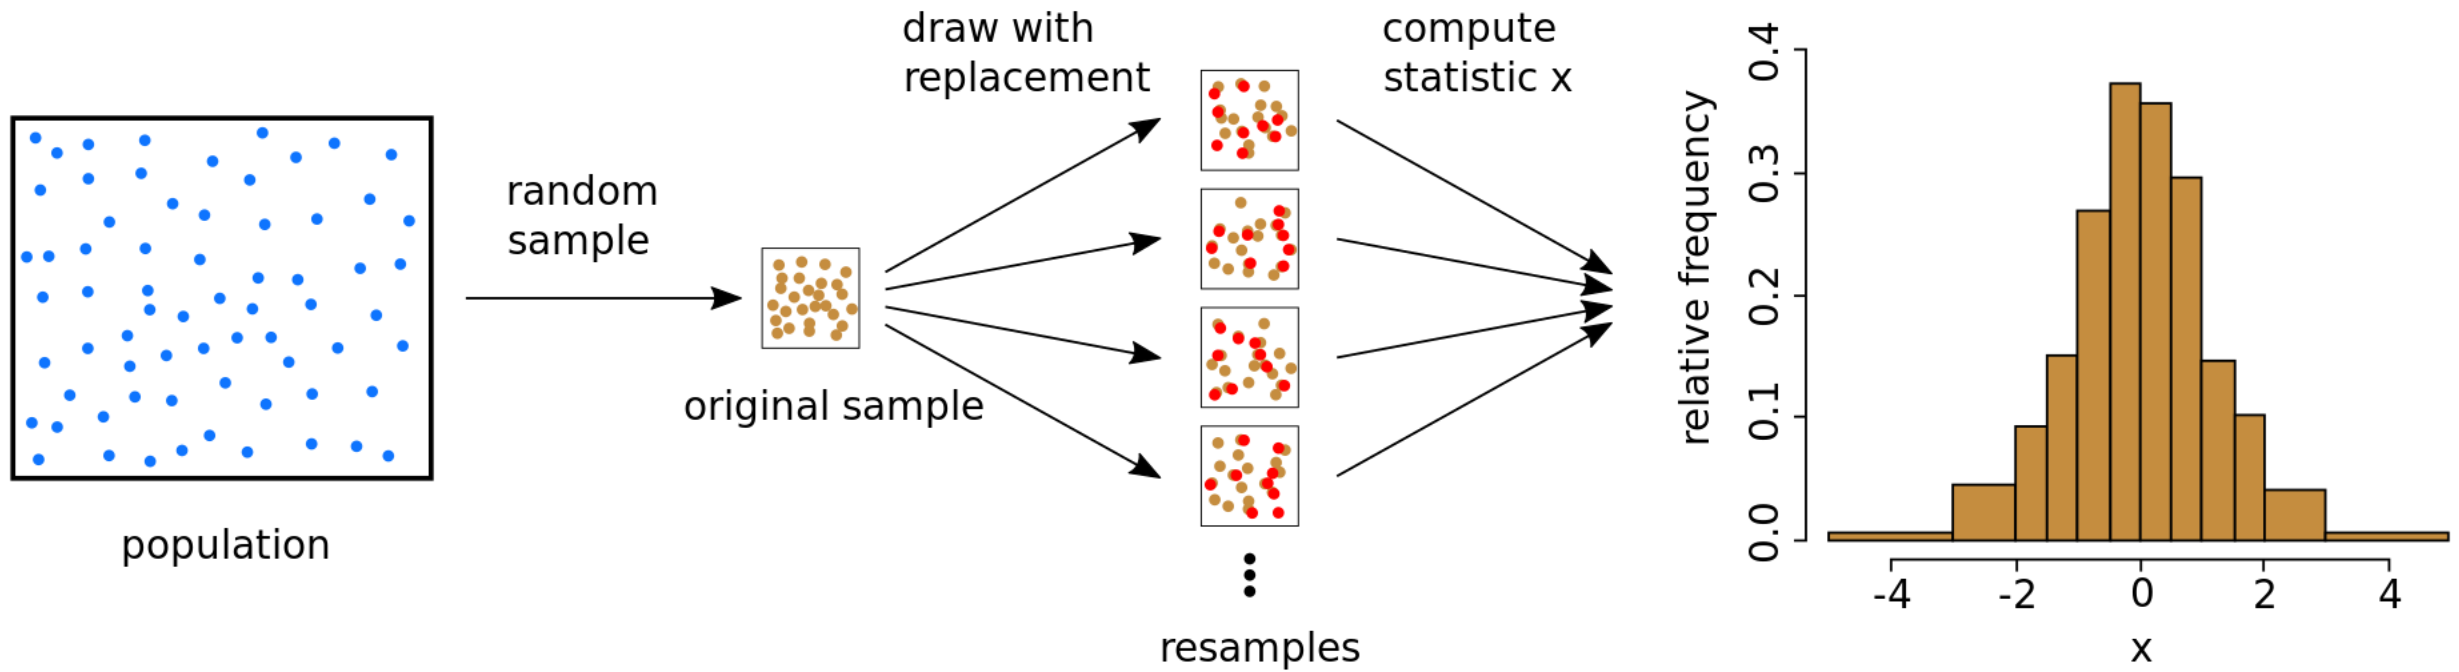 population
random
sample
original sample
draw with
replacement
resamples
compute
statistic x
relative frequency
0.0
0.1
0.2
0.3
0.4
-4
-2
0
2
4
x